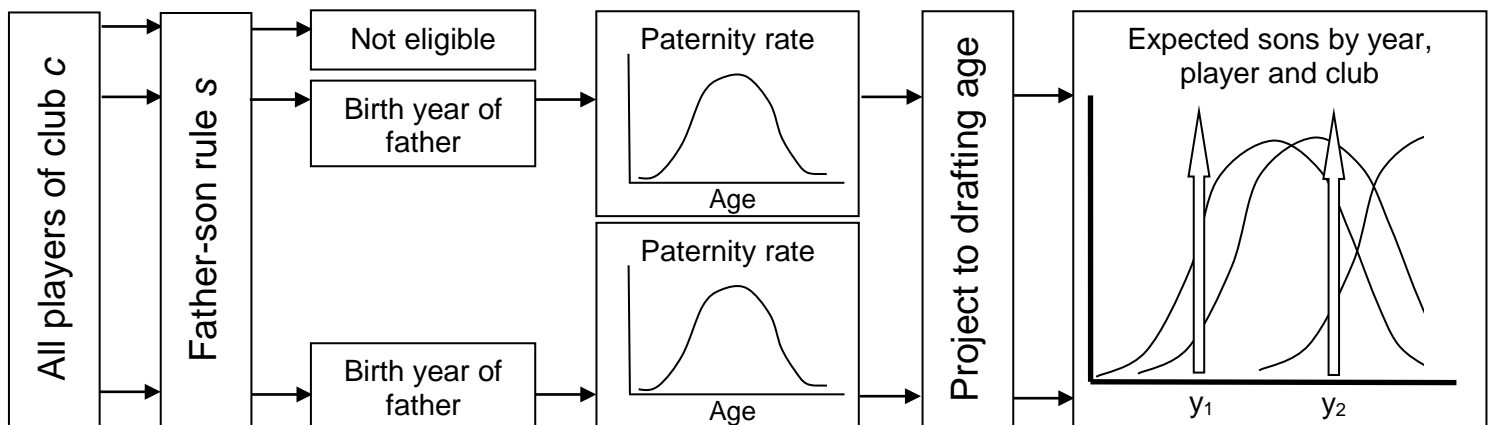 All players of club c
Father-son rule s
Not eligible
Birth year of
father
Birth year of
father
Paternity rate
Age
Paternity rate
Age
Project to drafting age
Expected sons by year,
player and club
y₁
y₂